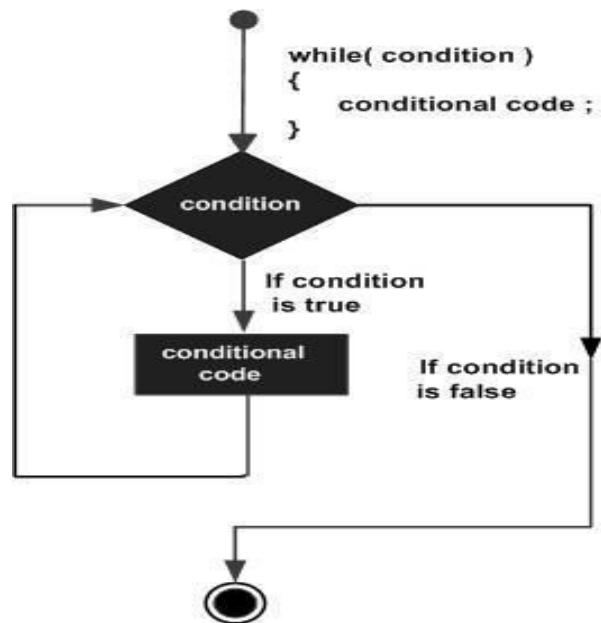 while( condition )
{
conditional code ;
}
condition
If condition
is true
conditional
code
If condition
is false